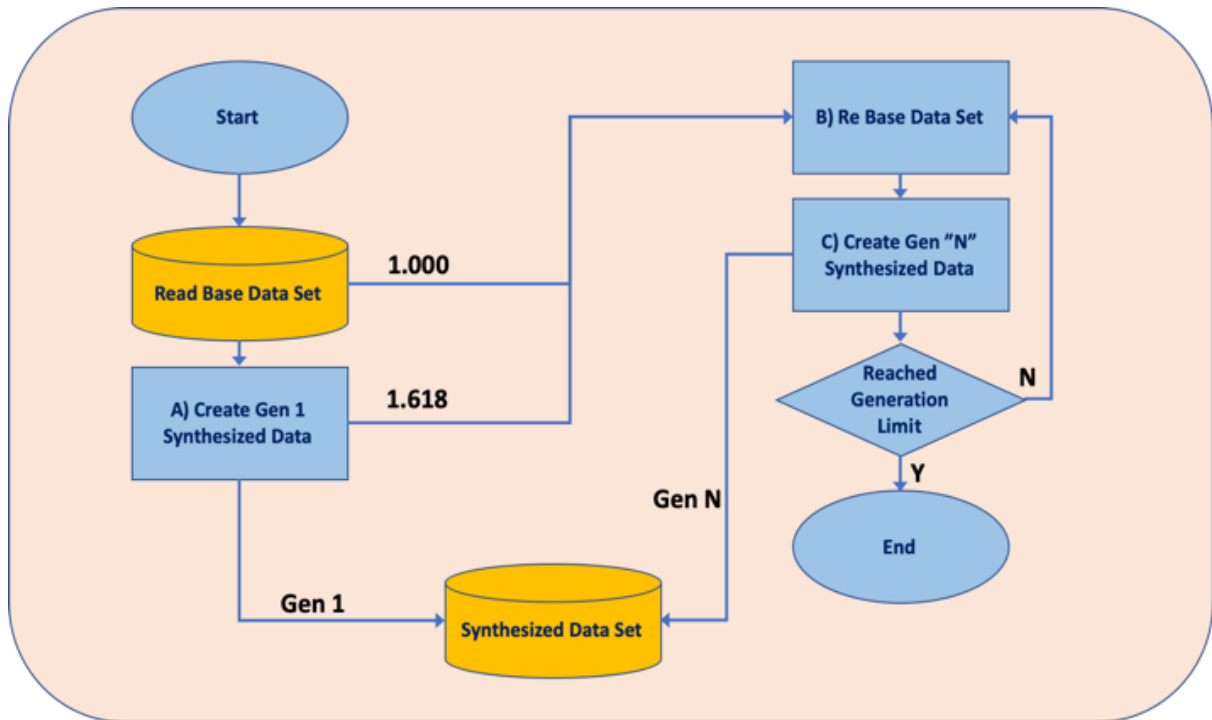 Start
Read Base Data Set
1.000
A) Create Gen 1
Synthesized Data
1.618
Gen 1
Synthesized Data Set
Gen N
B) Re Base Data Set
C) Create Gen ”N”
Synthesized Data
Reached
Generation
Limit
N
Y
End